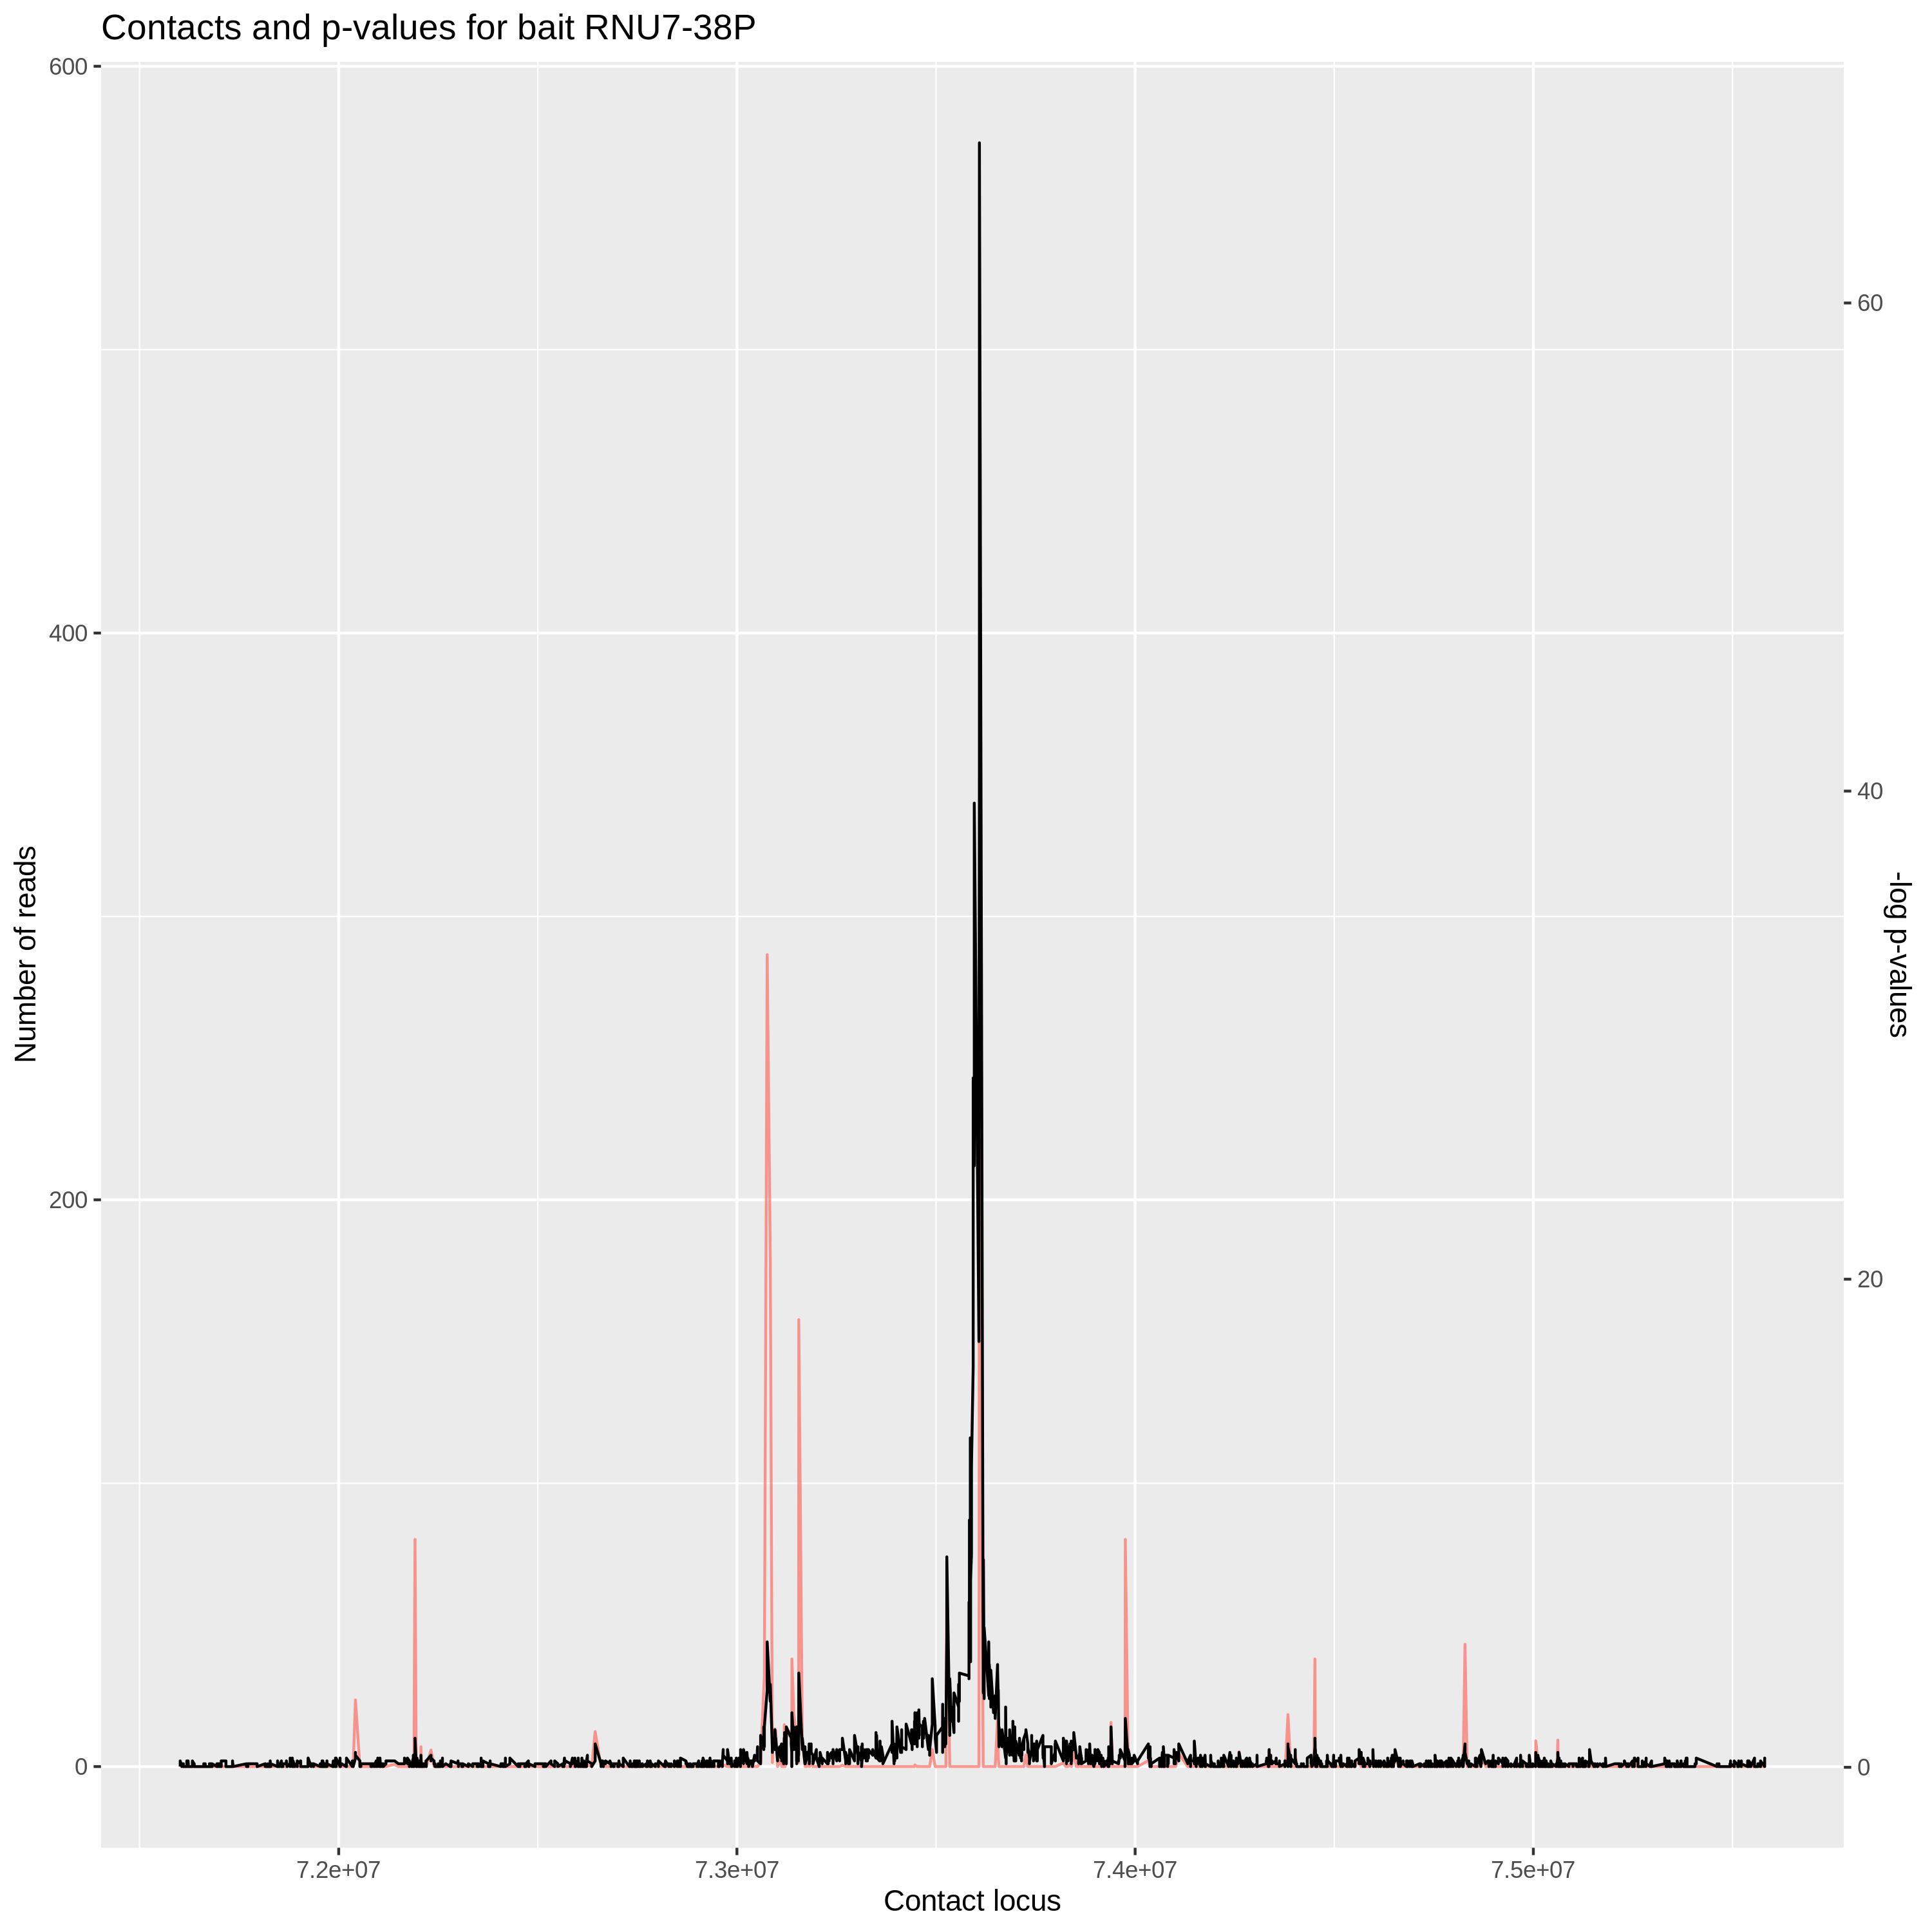 Contacts and p-values for bait RNU7-38P
600
400
200
0
Number of reads
60
40
20
0
-log p-values
7.2e+07
7.3e+07
7.4e+07
7.5e+07
Contact locus